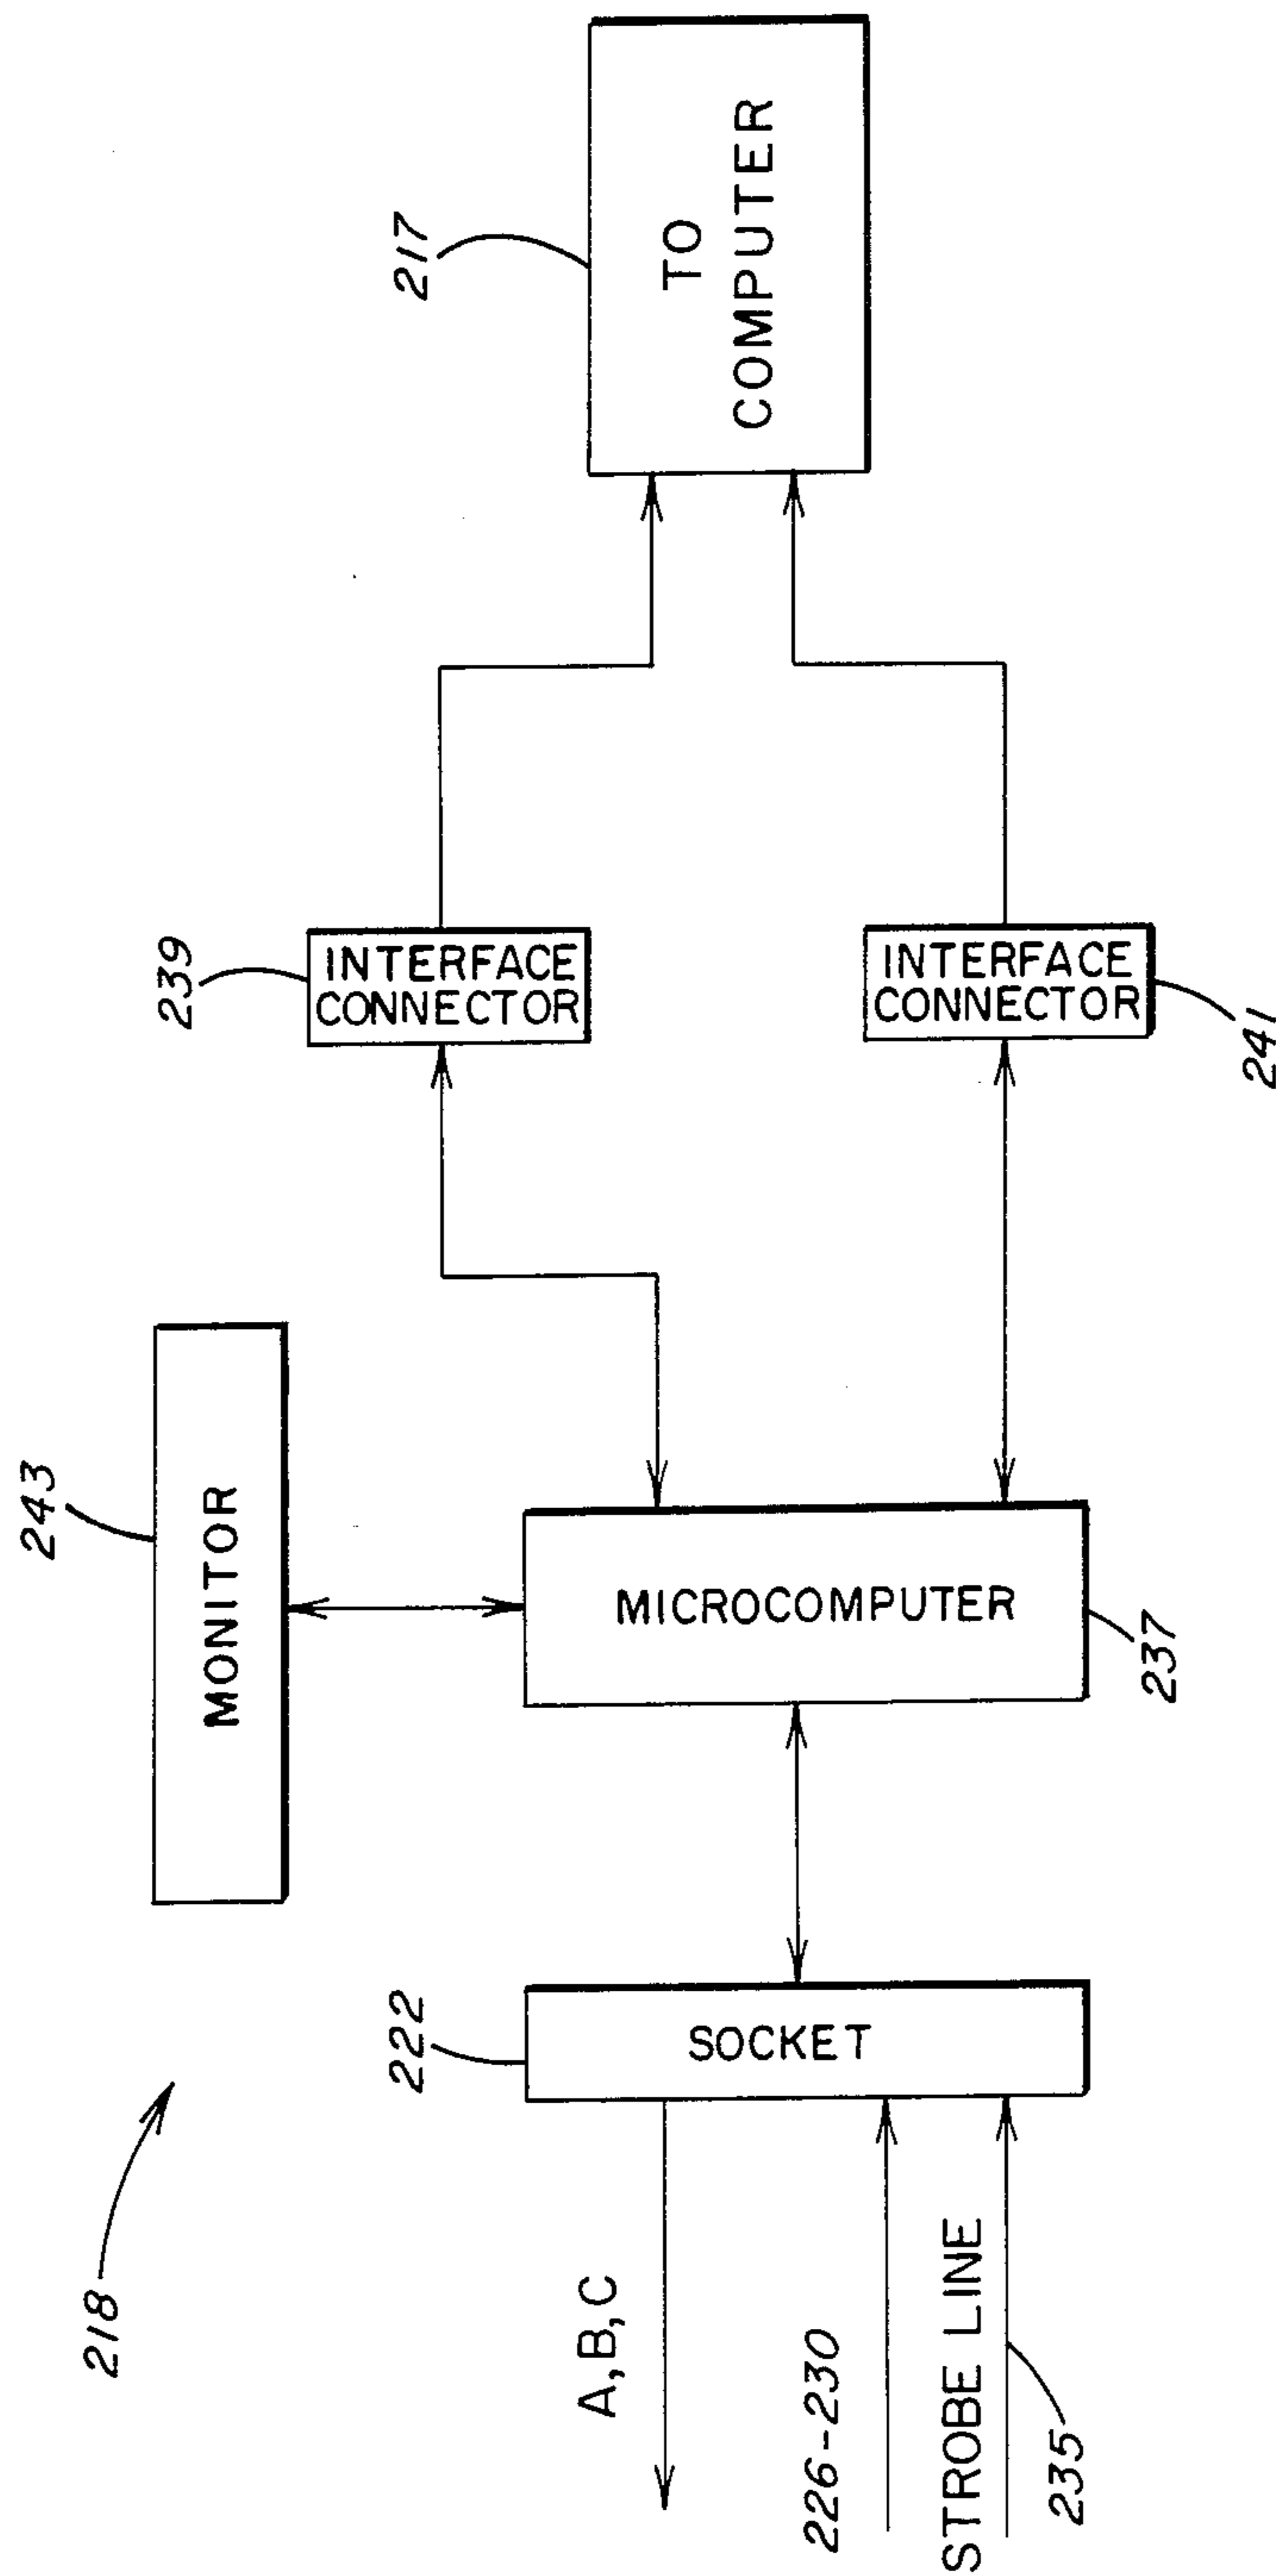 218
243
MONITOR
222
SOCKET
A,B,C
226-230
STROBE LINE
235
MICROCOMPUTER
237
239
INTERFACE
CONNECTOR
INTERFACE
CONNECTOR
241
217
TO
COMPUTER